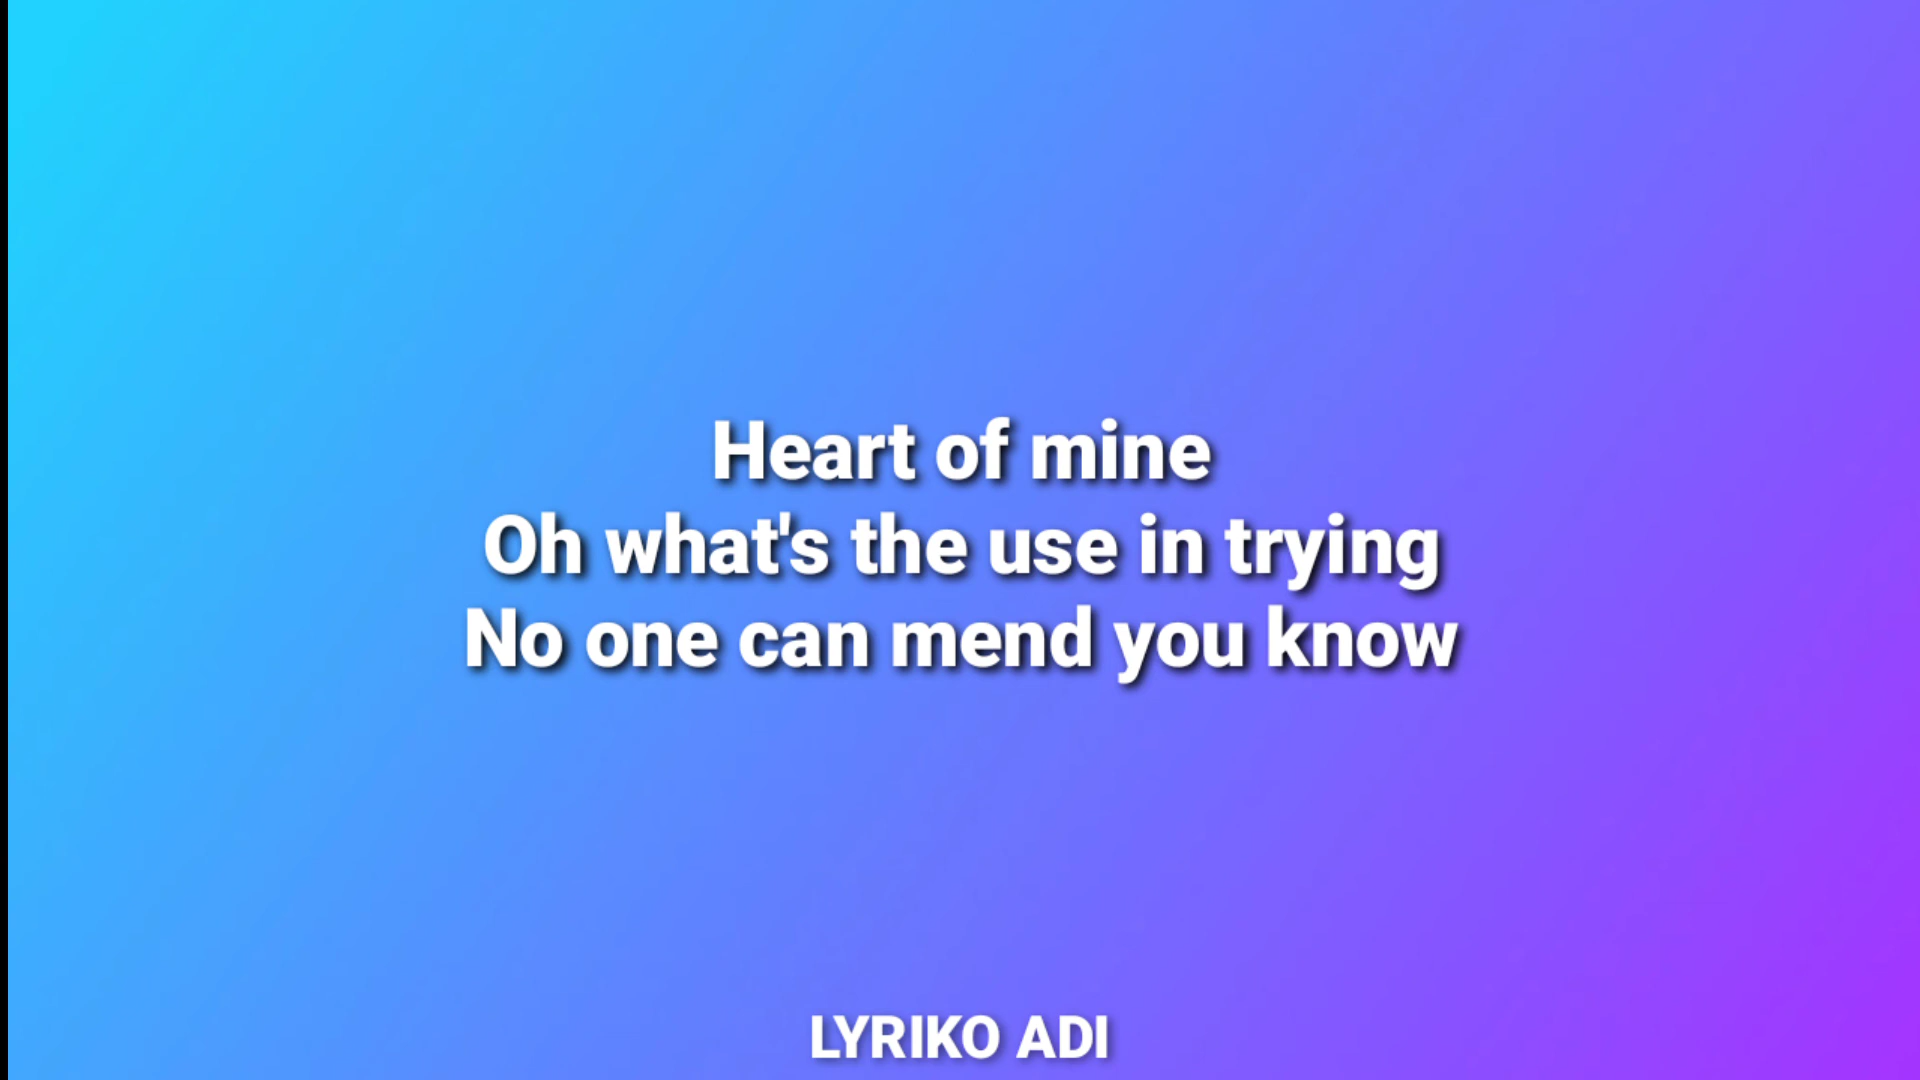 Heart of mine
Oh what's the use in trying
No one can mend you know
LYRIKO ADI